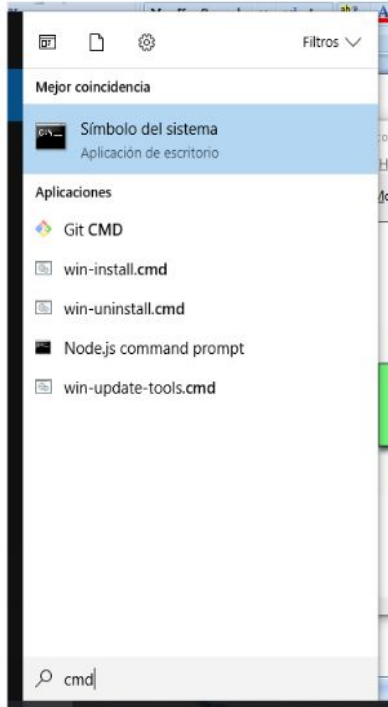 Filtros
Mejor coincidencia
Símbolo del sistema
Aplicación de escritorio
Aplicaciones
Git CMD
win-install.cmd
win-uninstall.cmd
Node.js command prompt
win-update-tools.cmd
cmd